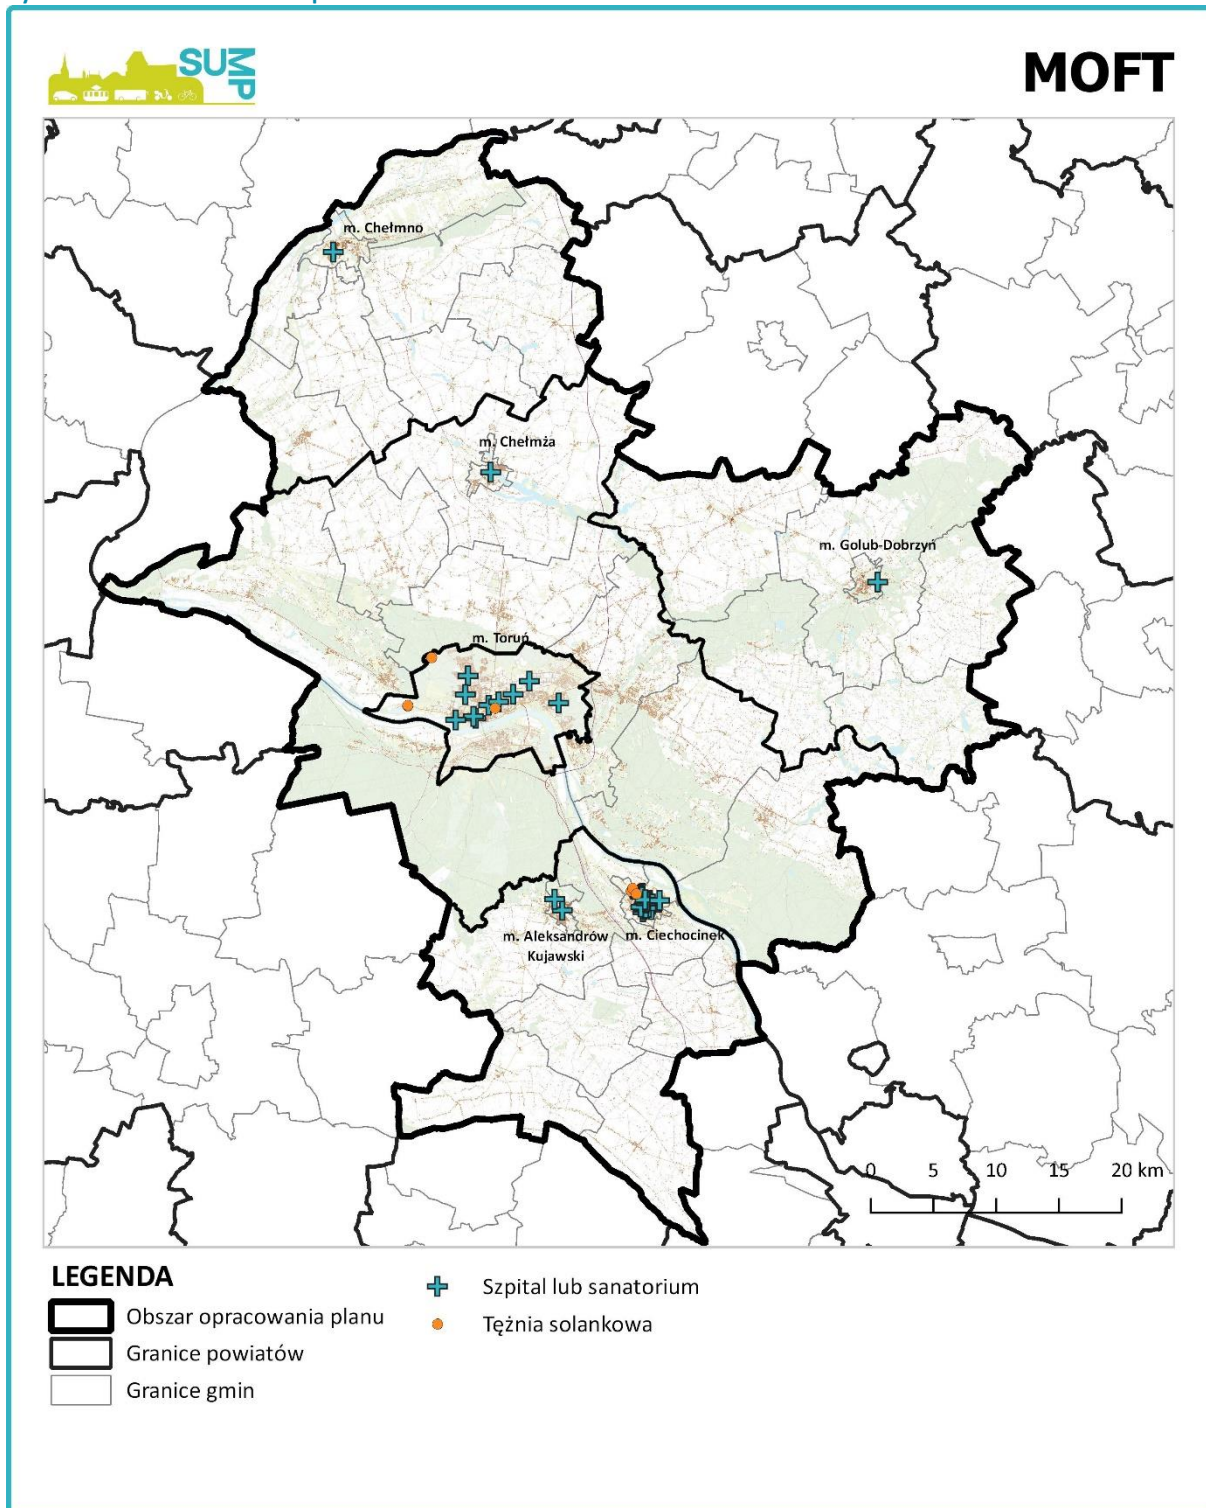 SUMP
MOFT
m. Chełmno
m. Chełmża
m. Golub-Dobrzyń
m. Toruń
m. Aleksandrów
Kujawski
m. Ciechocinek
0 5 10 15 20 km
LEGENDA
Obszar opracowania planu
Granice powiatów
Granice gmin
Szpital lub sanatorium
Tężnia solankowa